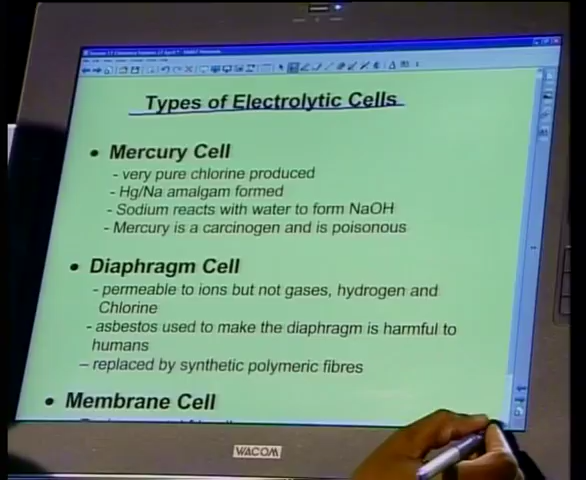 Types of Electrolytic Cells
• Mercury Cell
- very pure chlorine produced
- Hg/Na amalgam formed
- Sodium reacts with water to form NaOH
- Mercury is a carcinogen and is poisonous
• Diaphragm Cell
- permeable to ions but not gases, hydrogen and
Chlorine
- asbestos used to make the diaphragm is harmful to
humans
– replaced by synthetic polymeric fibres
• Membrane Cell
WACOM